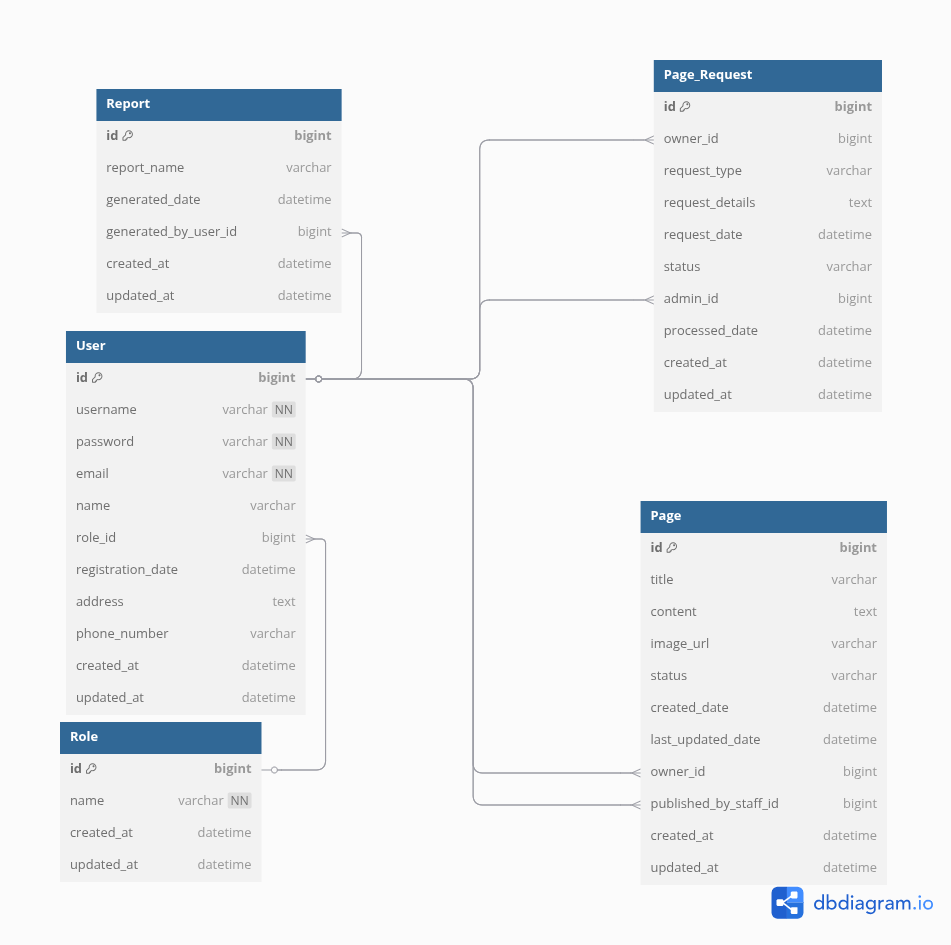 Report
id bigint
report_name varchar
generated_date datetime
generated_by_user_id bigint
created_at datetime
updated_at datetime
User
id bigint
username varchar NN
password varchar NN
email varchar NN
name varchar
role_id bigint
registration_date datetime
address text
phone_number varchar
created_at datetime
updated_at datetime
Role
id bigint
name varchar NN
created_at datetime
updated_at datetime
Page_Request
id bigint
owner_id bigint
request_type varchar
request_details text
request_date datetime
status varchar
admin_id bigint
processed_date datetime
created_at datetime
updated_at datetime
Page
id bigint
title varchar
content text
image_url varchar
status varchar
created_date datetime
last_updated_date datetime
owner_id bigint
published_by_staff_id bigint
created_at datetime
updated_at datetime
dbdiagram.io